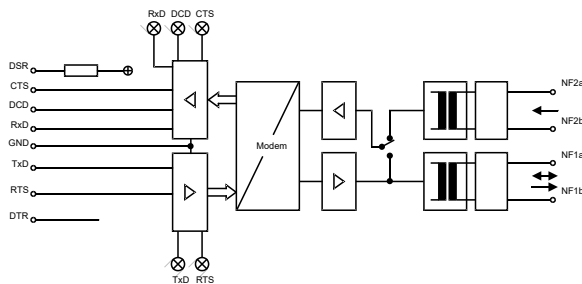 RxD DCD CTS
DSR
CTS
DCD
RxD
GND
TxD
RTS
DTR
Modem
NF2a
NF2b
NF1a
NF1b
TxD RTS